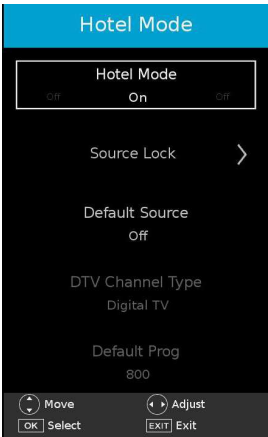 Hotel Mode
Hotel Mode
Off On Off
Source Lock
Default Source
Off
DTV Channel Type
Digital TV
Default Prog
800
Move Adjust
OK Select EXIT Exit